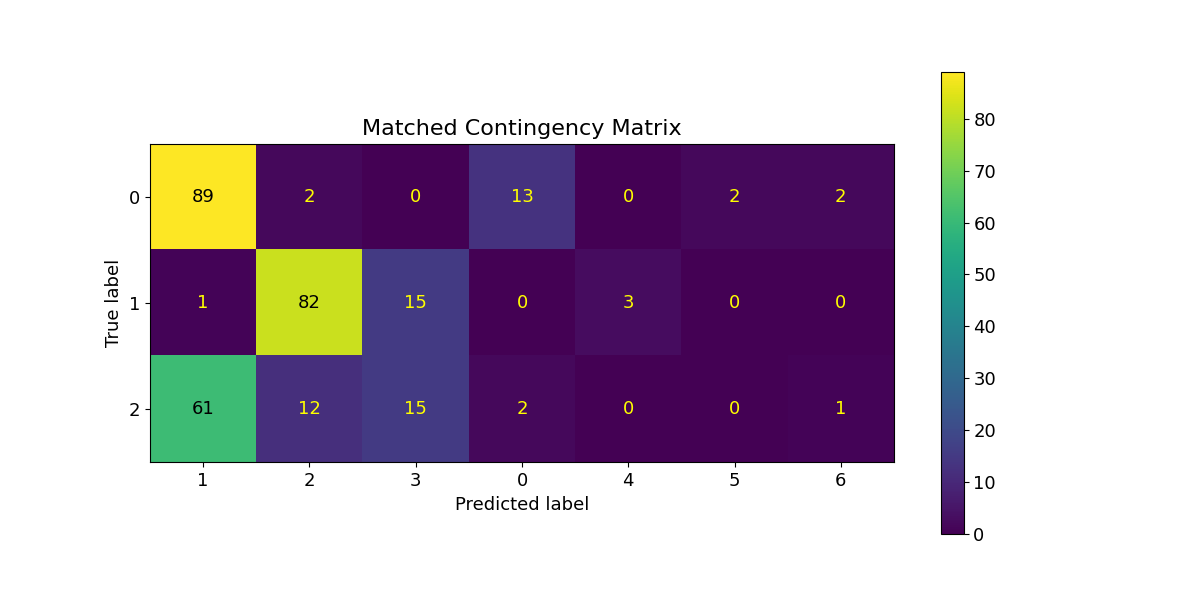 Matched Contingency Matrix
80
70
60
50
40
30
20
10
0
True label
0 89 2 0 13 0 2 2
1 1 82 15 0 3 0 0
2 61 12 15 2 0 0 1
1 2 3 0 4 5 6
Predicted label